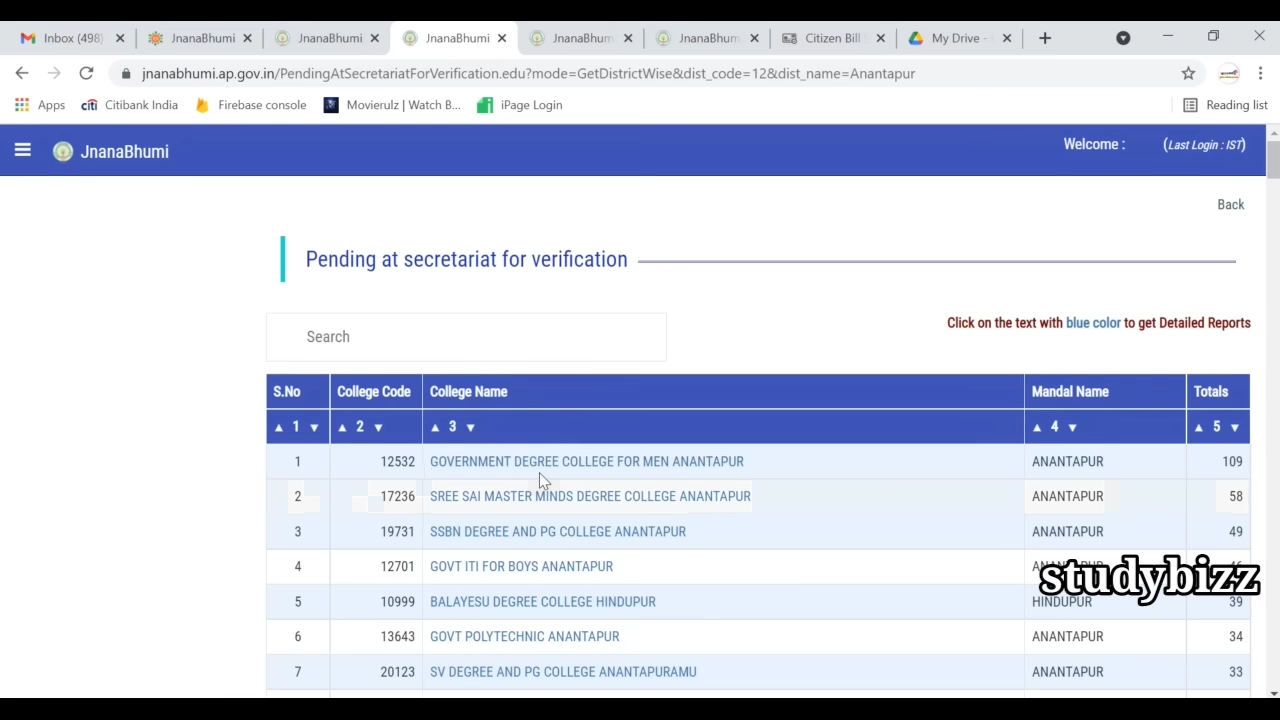 Inbox (498) JnanaBhumi JnanaBhumi JnanaBhumi JnanaBhum JnanaBhum Citizen Bill S My Drive -
jnanabhumi.ap.gov.in/PendingAtSecretariatForVerification.edu?mode=GetDistrictWise&dist_code=12&dist_name=Anantapur
Apps citi Citibank India Firebase console Movierulz | Watch B... iPage Login Reading list
JnanaBhumi Welcome : (Last Login : IST)
Back
Pending at secretariat for verification
Search
Click on the text with blue color to get Detailed Reports
S.No College Code College Name Mandal Name Totals
▲ 1 ▼ ▲ 2 ▼ ▲ 3 ▼ ▲ 4 ▼ ▲ 5 ▼
1 12532 GOVERNMENT DEGREE COLLEGE FOR MEN ANANTAPUR ANANTAPUR 109
2 17236 SREE SAI MASTER MINDS DEGREE COLLEGE ANANTAPUR ANANTAPUR 58
3 19731 SSBN DEGREE AND PG COLLEGE ANANTAPUR ANANTAPUR 49
4 12701 GOVT ITI FOR BOYS ANANTAPUR
studybizz
5 10999 BALAYESU DEGREE COLLEGE HINDUPUR HINDUPUR 39
6 13643 GOVT POLYTECHNIC ANANTAPUR ANANTAPUR 34
7 20123 SV DEGREE AND PG COLLEGE ANANTAPURAMU ANANTAPUR 33